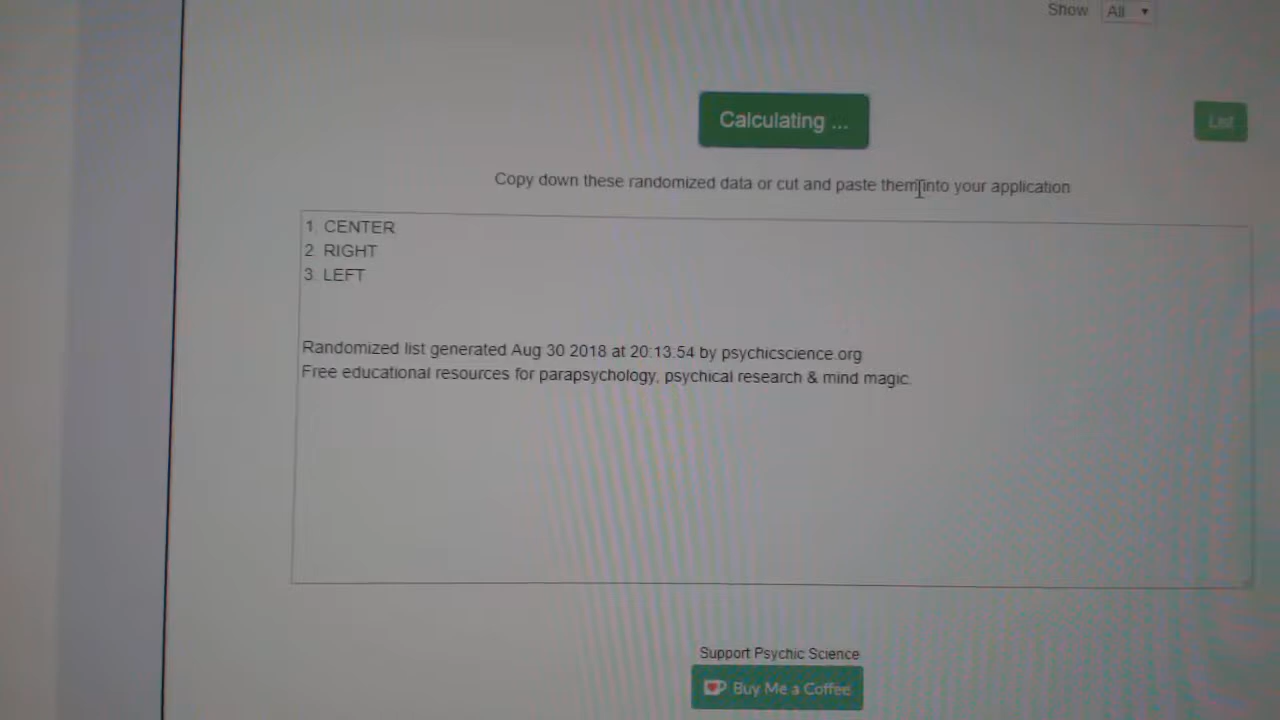 Show All
Calculating ...
List
Copy down these randomized data or cut and paste them into your application
1. CENTER
2. RIGHT
3. LEFT
Randomized list generated Aug 30 2018 at 20:13:54 by psychicscience.org
Free educational resources for parapsychology, psychical research & mind magic.
Support Psychic Science
Buy Me a Coffee